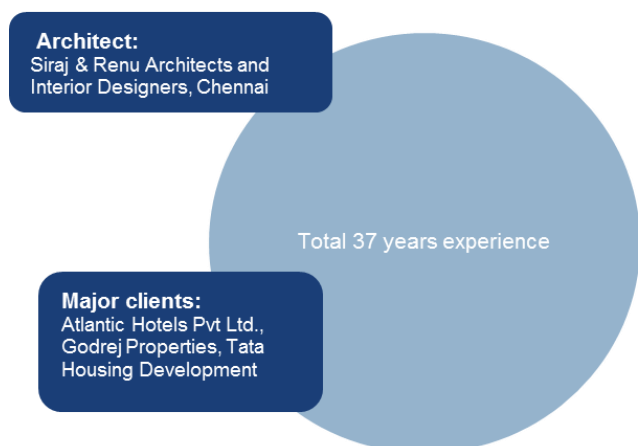 Architect:
Siraj & Renu Architects and
Interior Designers, Chennai
Total 37 years experience
Major clients:
Atlantic Hotels Pvt Ltd.,
Godrej Properties, Tata
Housing Development